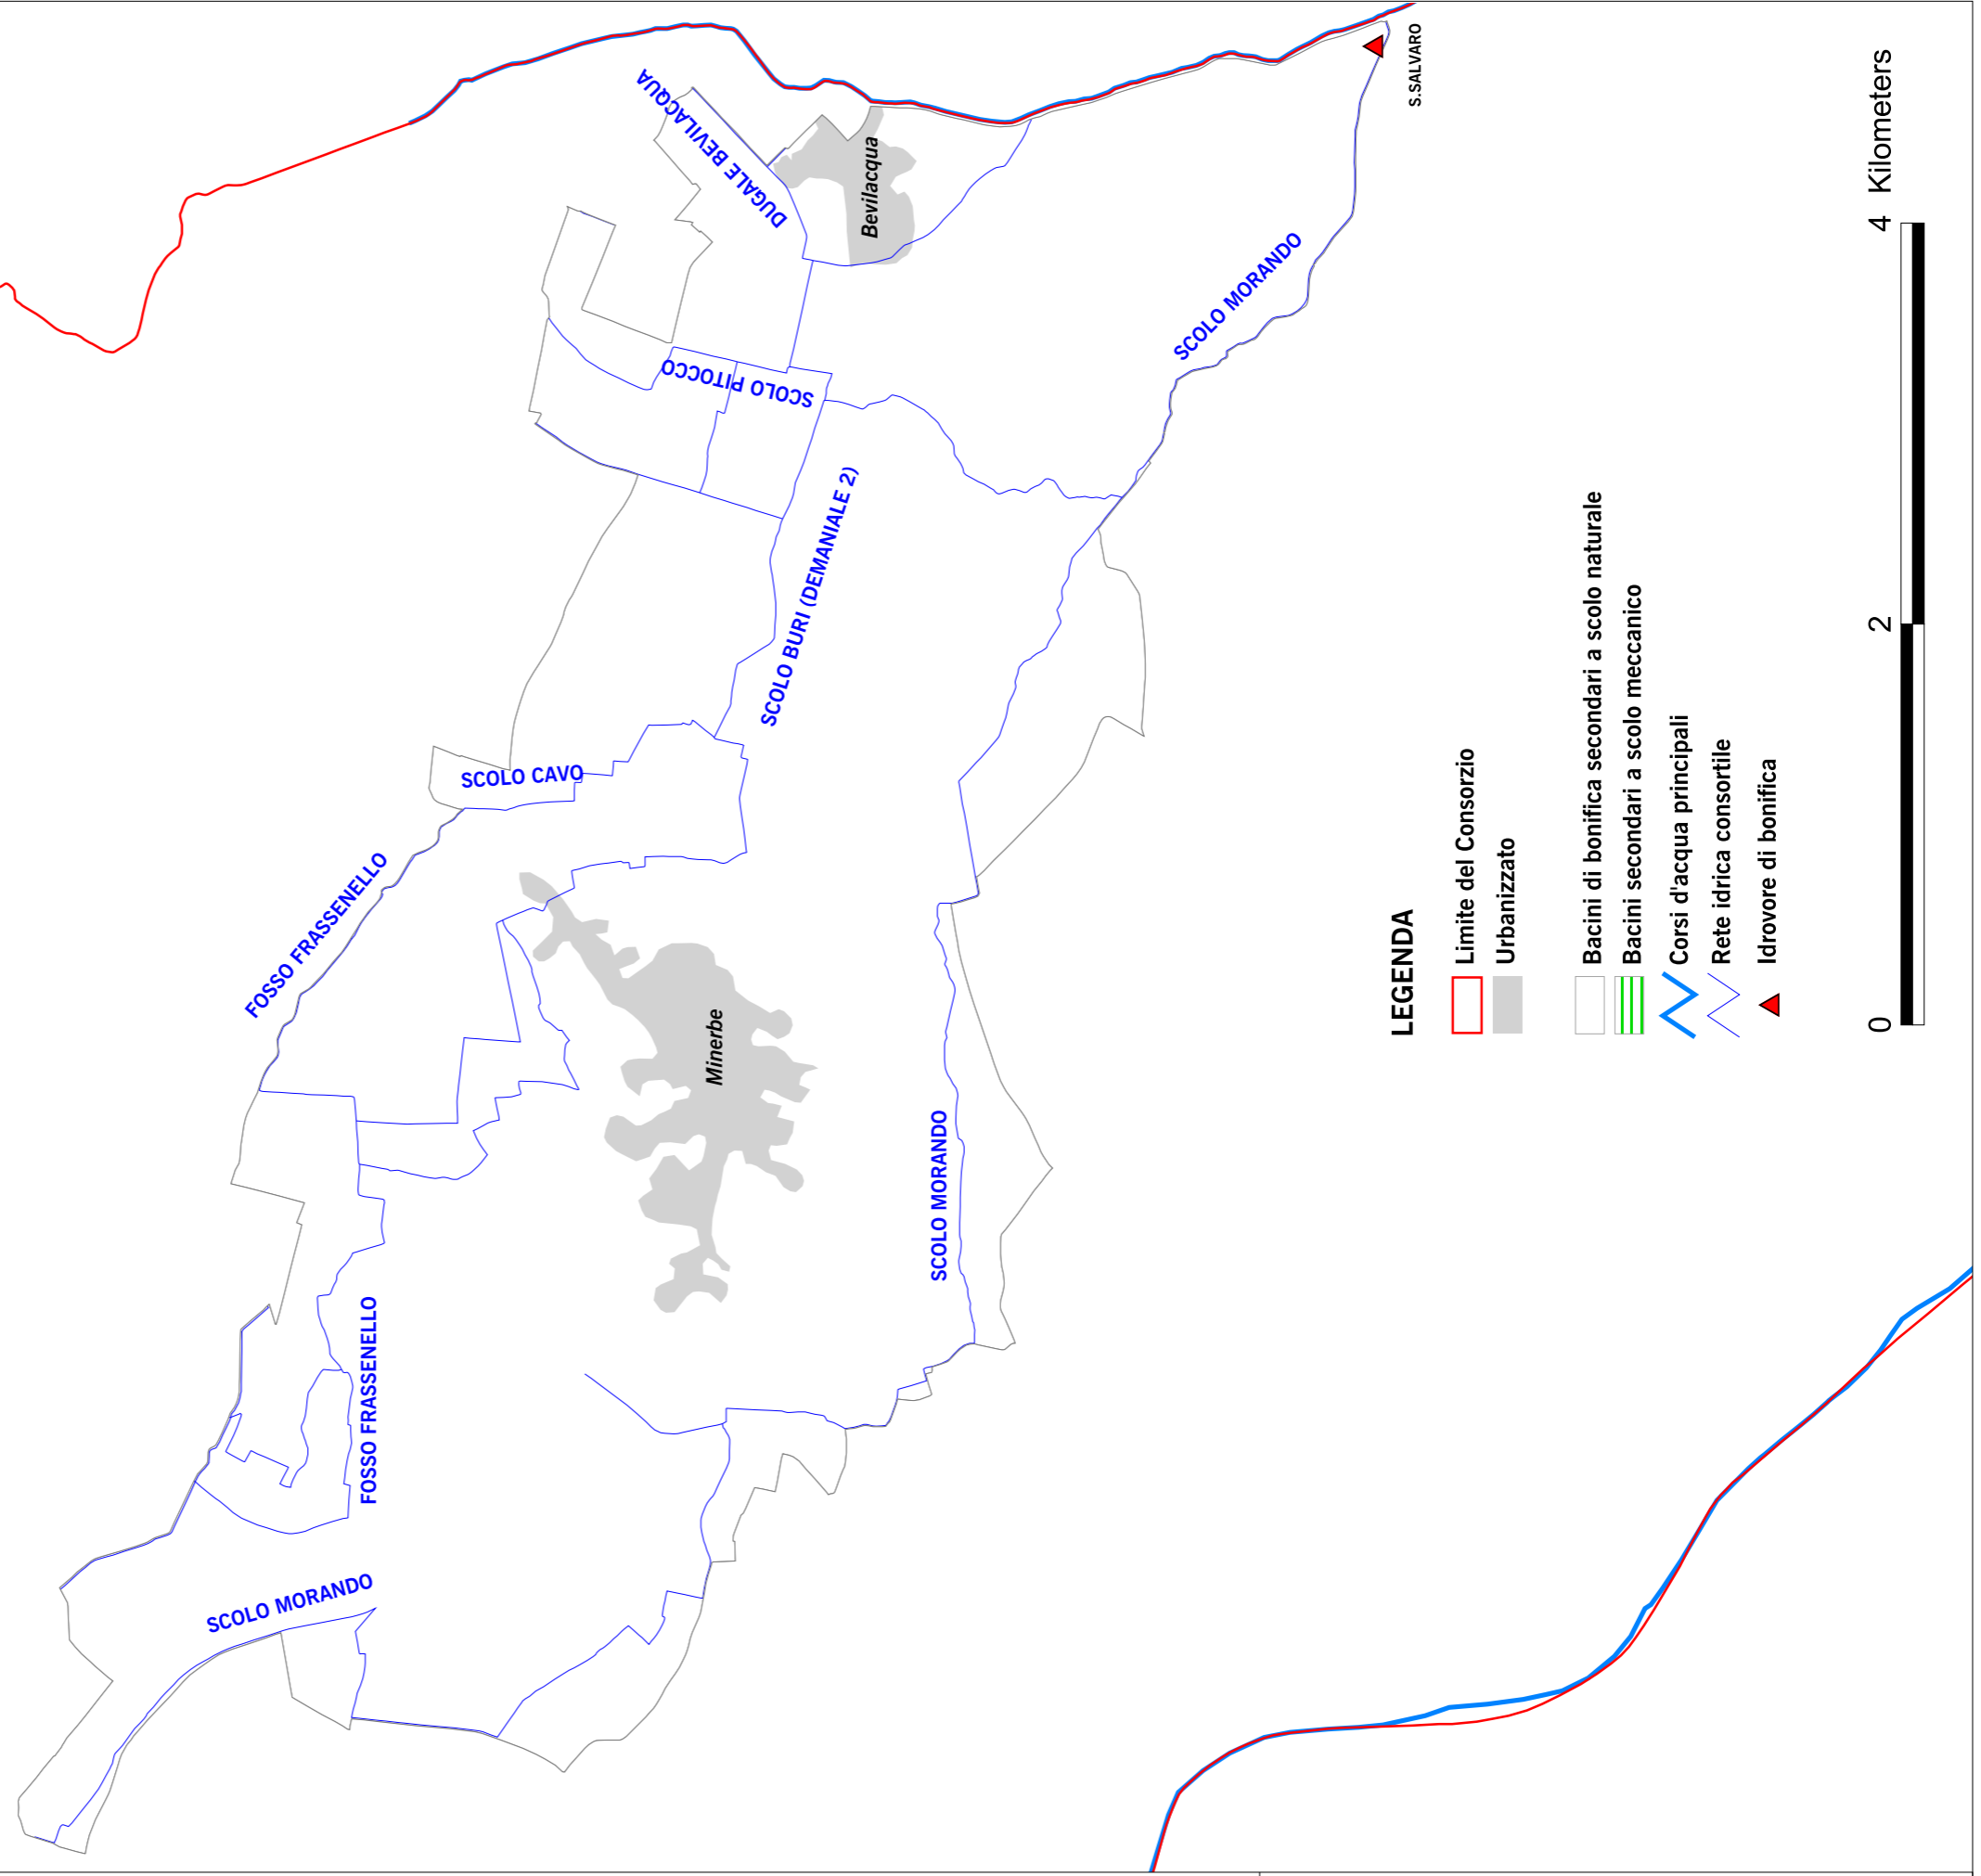 SCOLO MORANDO
FOSSO FRASSENELLO
FOSSO FRASSENELLO
SCOLO CAVO
Minerbe
SCOLO MORANDO
SCOLO BURI (DEMANIALE 2)
SCOLO PITOCCO
DUGALE BEVILACQUA
Bevilacqua
SCOLO MORANDO
S.SALVARO
LEGENDA
Limite del Consorzio
Urbanizzato
Bacini di bonifica secondari a scolo naturale
Bacini secondari a scolo meccanico
Corsi d'acqua principali
Rete idrica consortile
Idrovore di bonifica
0 2 4 Kilometers